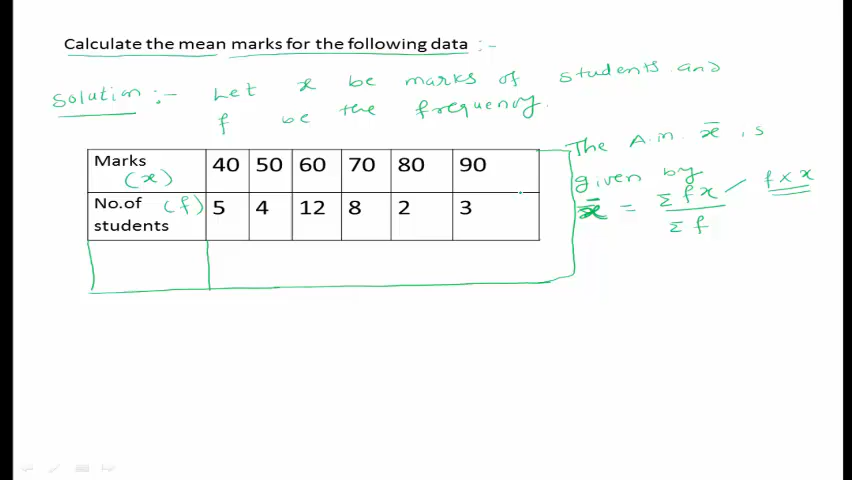 Calculate the mean marks for the following data :-
Solution :- Let x be marks of students and
f be the frequency.
The A.M. x̄ is
given by
x̄ = Σfx / Σf
f × x
Marks (x) 40 50 60 70 80 90
No.of students (f) 5 4 12 8 2 3